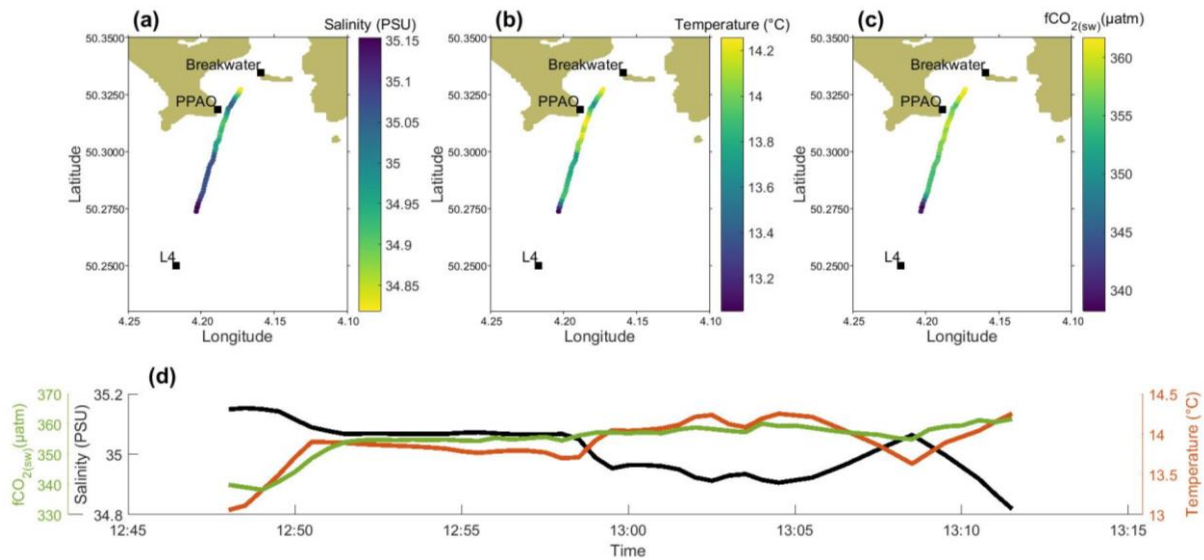 (a)
Salinity (PSU)
50.3500
50.3250
50.3000
50.2750
50.2500
Latitude
Breakwater
PPAO
L4
4.25
4.20
4.15
4.10
Longitude
35.15
35.1
35.05
35
34.95
34.9
34.85
(b)
Temperature (°C)
50.3500
50.3250
50.3000
50.2750
50.2500
Latitude
Breakwater
PPAO
L4
4.25
4.20
4.15
4.10
Longitude
14.2
14
13.8
13.6
13.4
13.2
(c)
fCO2(sw)(µatm)
50.3500
50.3250
50.3000
50.2750
50.2500
Latitude
Breakwater
PPAO
L4
4.25
4.20
4.15
4.10
Longitude
360
355
350
345
340
(d)
fCO2(sw)(µatm)
370
360
350
340
330
Salinity (PSU)
35.2
35
34.8
14.5
14
13.5
13
Temperature (°C)
12:45
12:50
12:55
13:00
13:05
13:10
13:15
Time